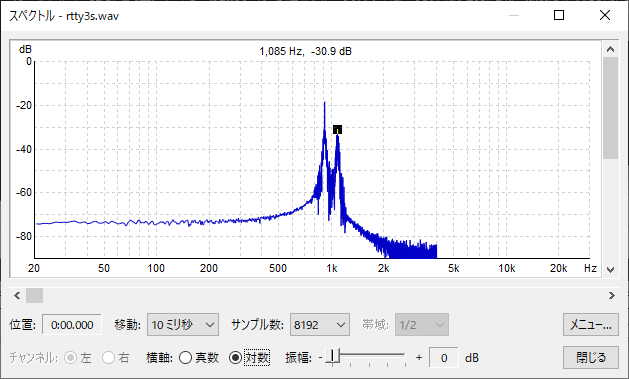 スペクトル - rtty3s.wav
1,085 Hz, -30.9 dB
dB
0
-20
-40
-60
-80
20 50 100 200 500 1k 2k 5k 10k 20k Hz
位置: 0:00.000 移動: 10 ミリ秒 サンプル数: 8192 帯域: 1/2 メニュー...
チャンネル: 左 右 横軸: 真数 対数 振幅: - + 0 dB 閉じる